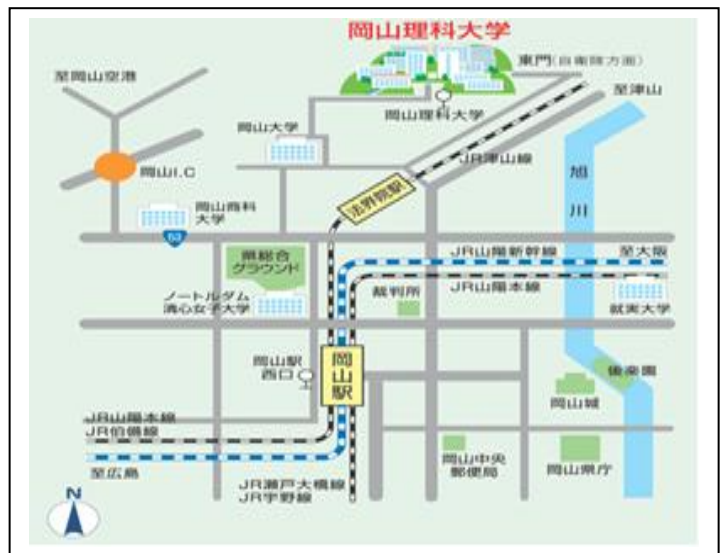 岡山理科大学
東門(自衛隊方面)
至岡山空港
至津山
岡山理科大学
岡山大学
JR津山線
岡山I.C
旭川
法界院駅
岡山商科
大学
53
県総合
グラウンド
JR山陽新幹線
至大阪
ノートルダム
清心女子大学
裁判所
JR山陽本線
就実大学
岡山駅
西口
岡山駅
後楽園
岡山城
JR山陽本線
JR伯備線
至広島
岡山中央
郵便局
岡山県庁
JR瀬戸大橋線
JR宇野線
N